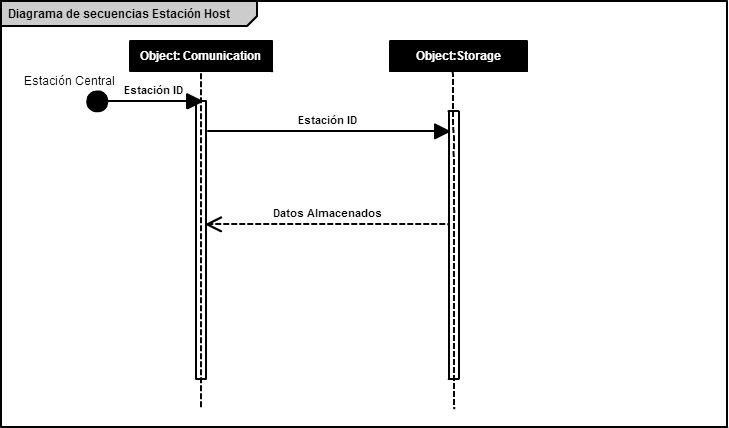 Diagrama de secuencias Estación Host
Object: Comunication
Object:Storage
Estación Central
Estación ID
Estación ID
Datos Almacenados